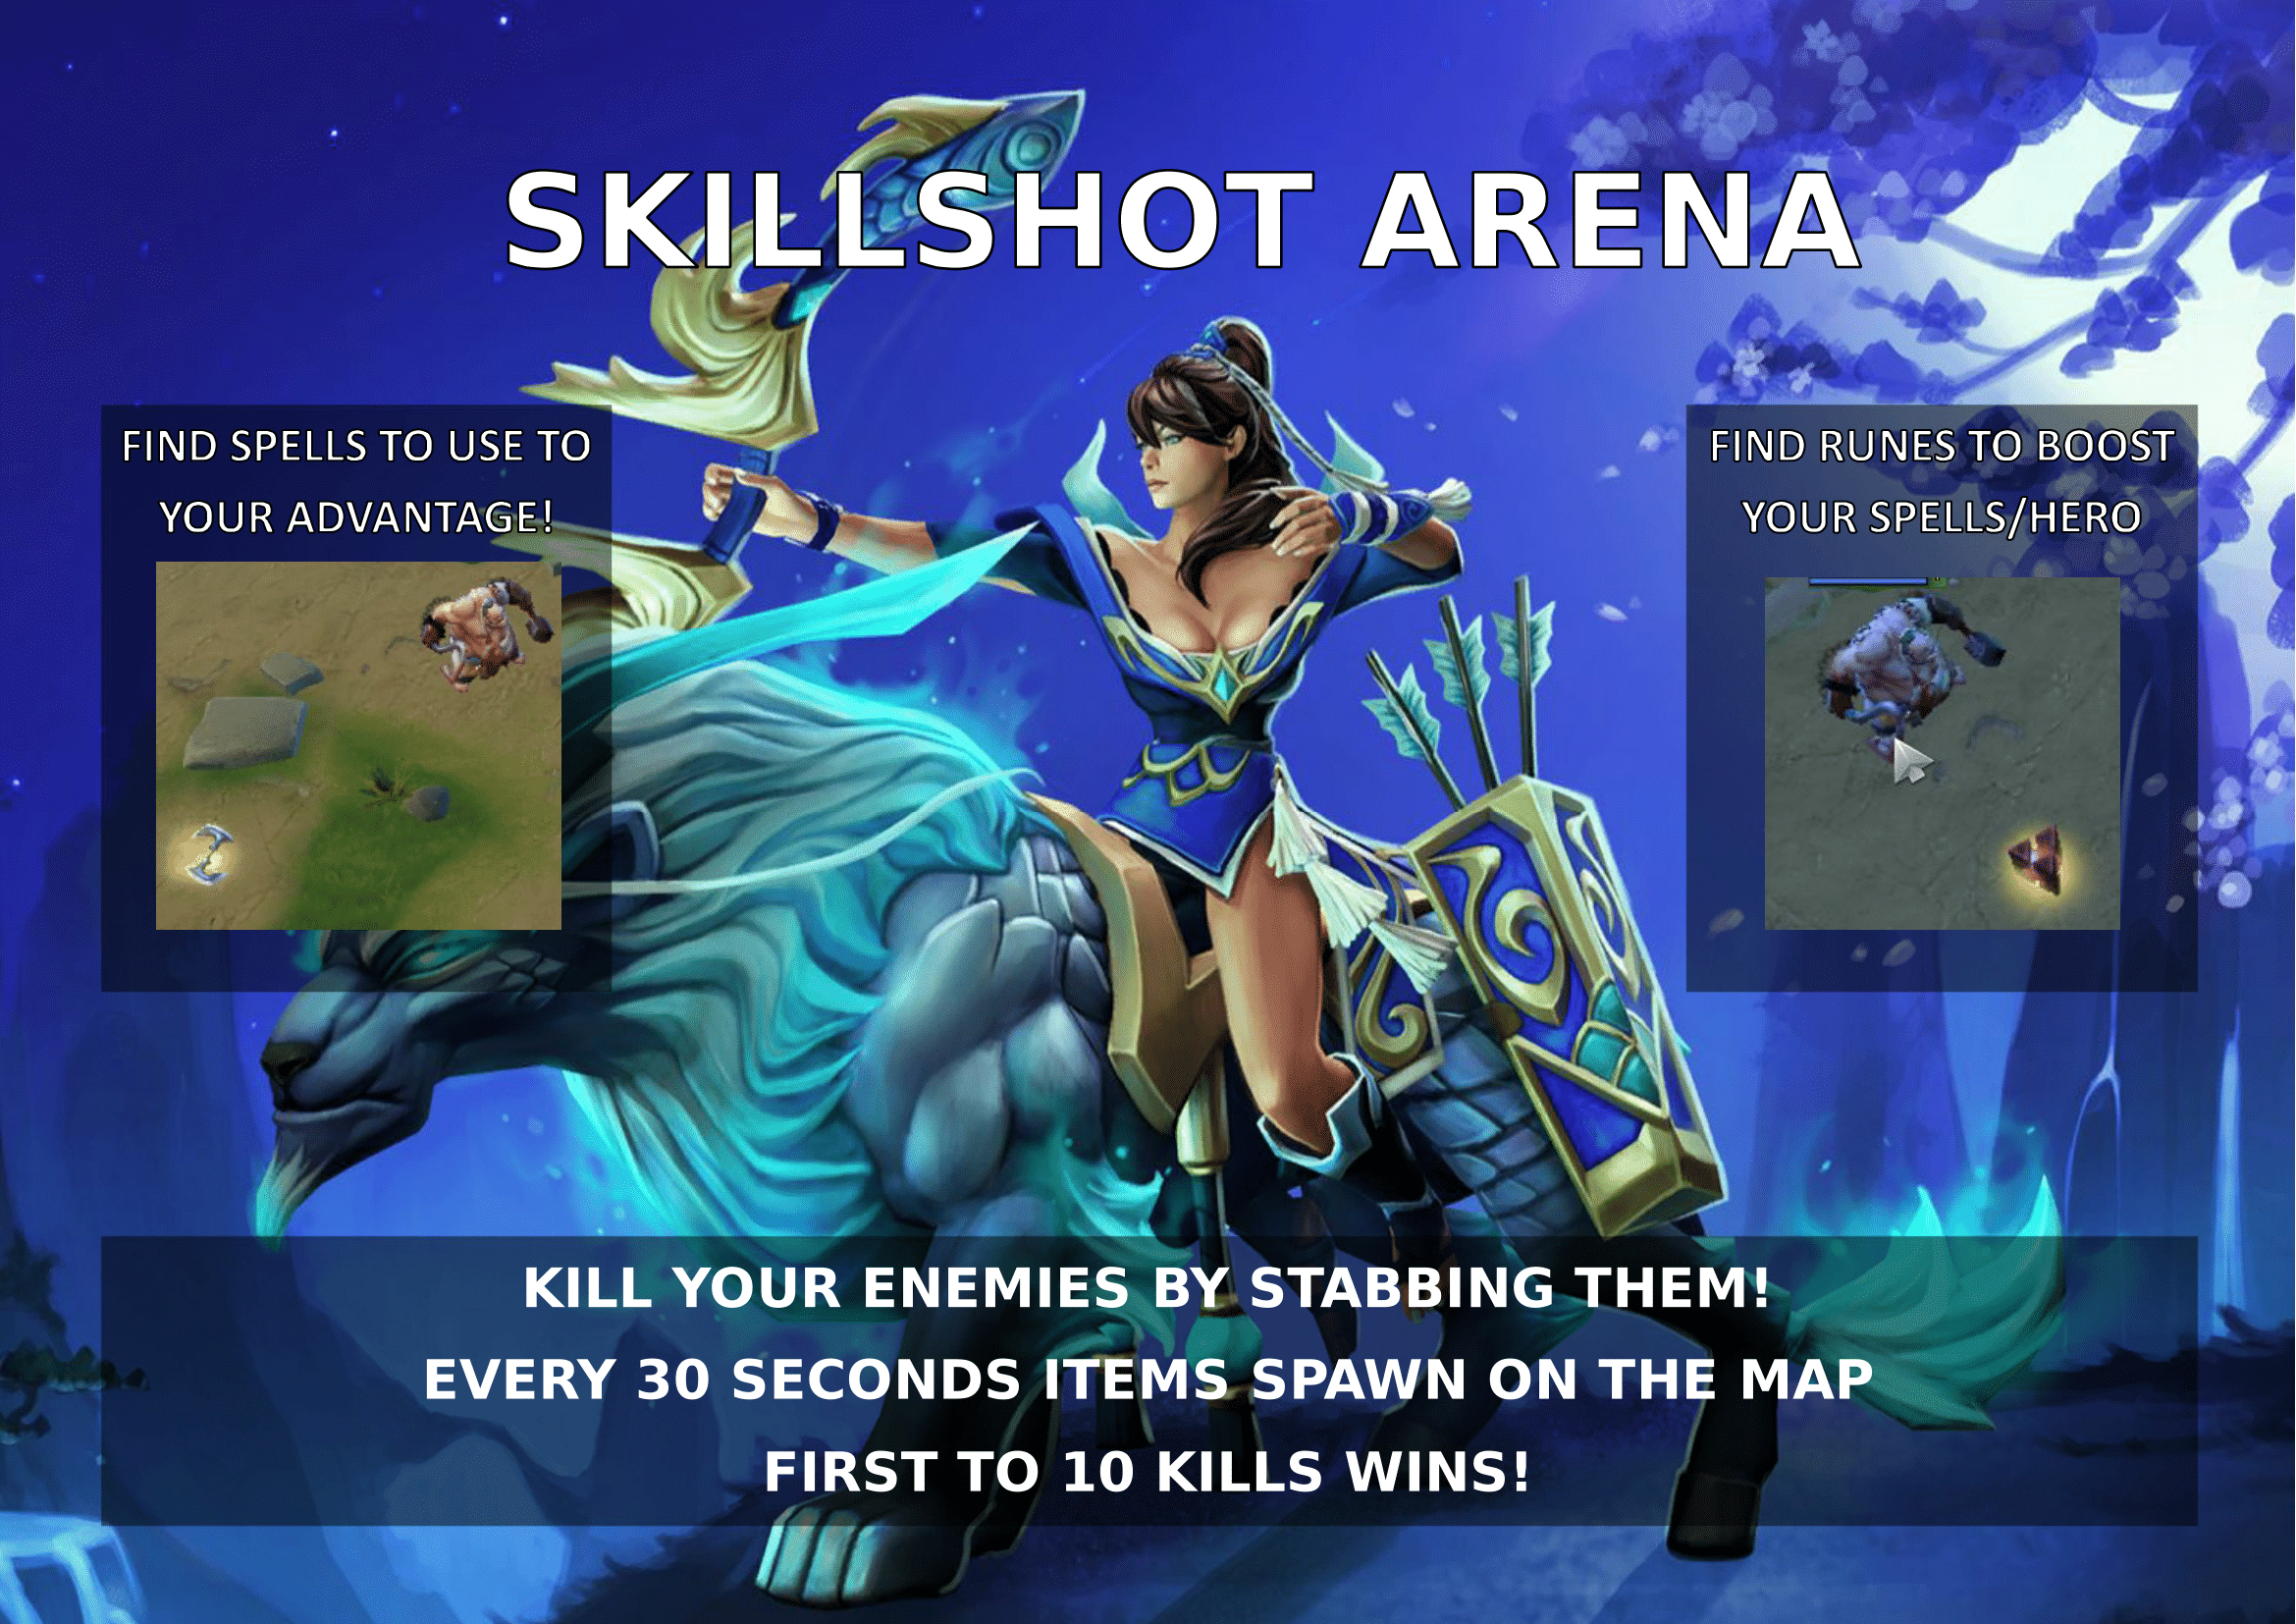 SKILLSHOT ARENA
FIND SPELLS TO USE TO
YOUR ADVANTAGE!
FIND RUNES TO BOOST
YOUR SPELLS/HERO
KILL YOUR ENEMIES BY STABBING THEM!
EVERY 30 SECONDS ITEMS SPAWN ON THE MAP
FIRST TO 10 KILLS WINS!